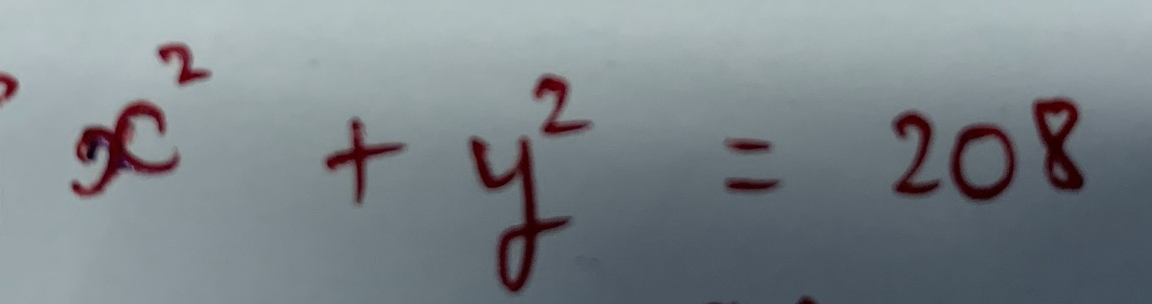 x² + y² = 208